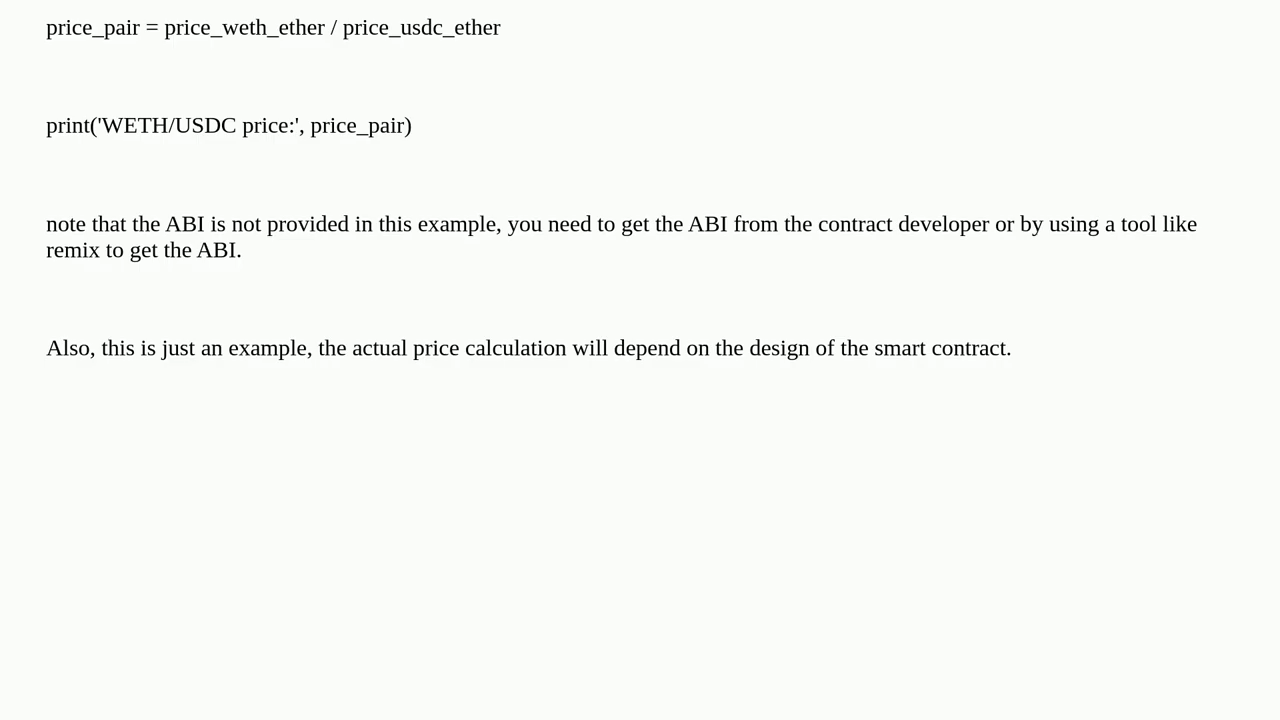 price_pair = price_weth_ether / price_usdc_ether
print('WETH/USDC price:', price_pair)
note that the ABI is not provided in this example, you need to get the ABI from the contract developer or by using a tool like
remix to get the ABI.
Also, this is just an example, the actual price calculation will depend on the design of the smart contract.